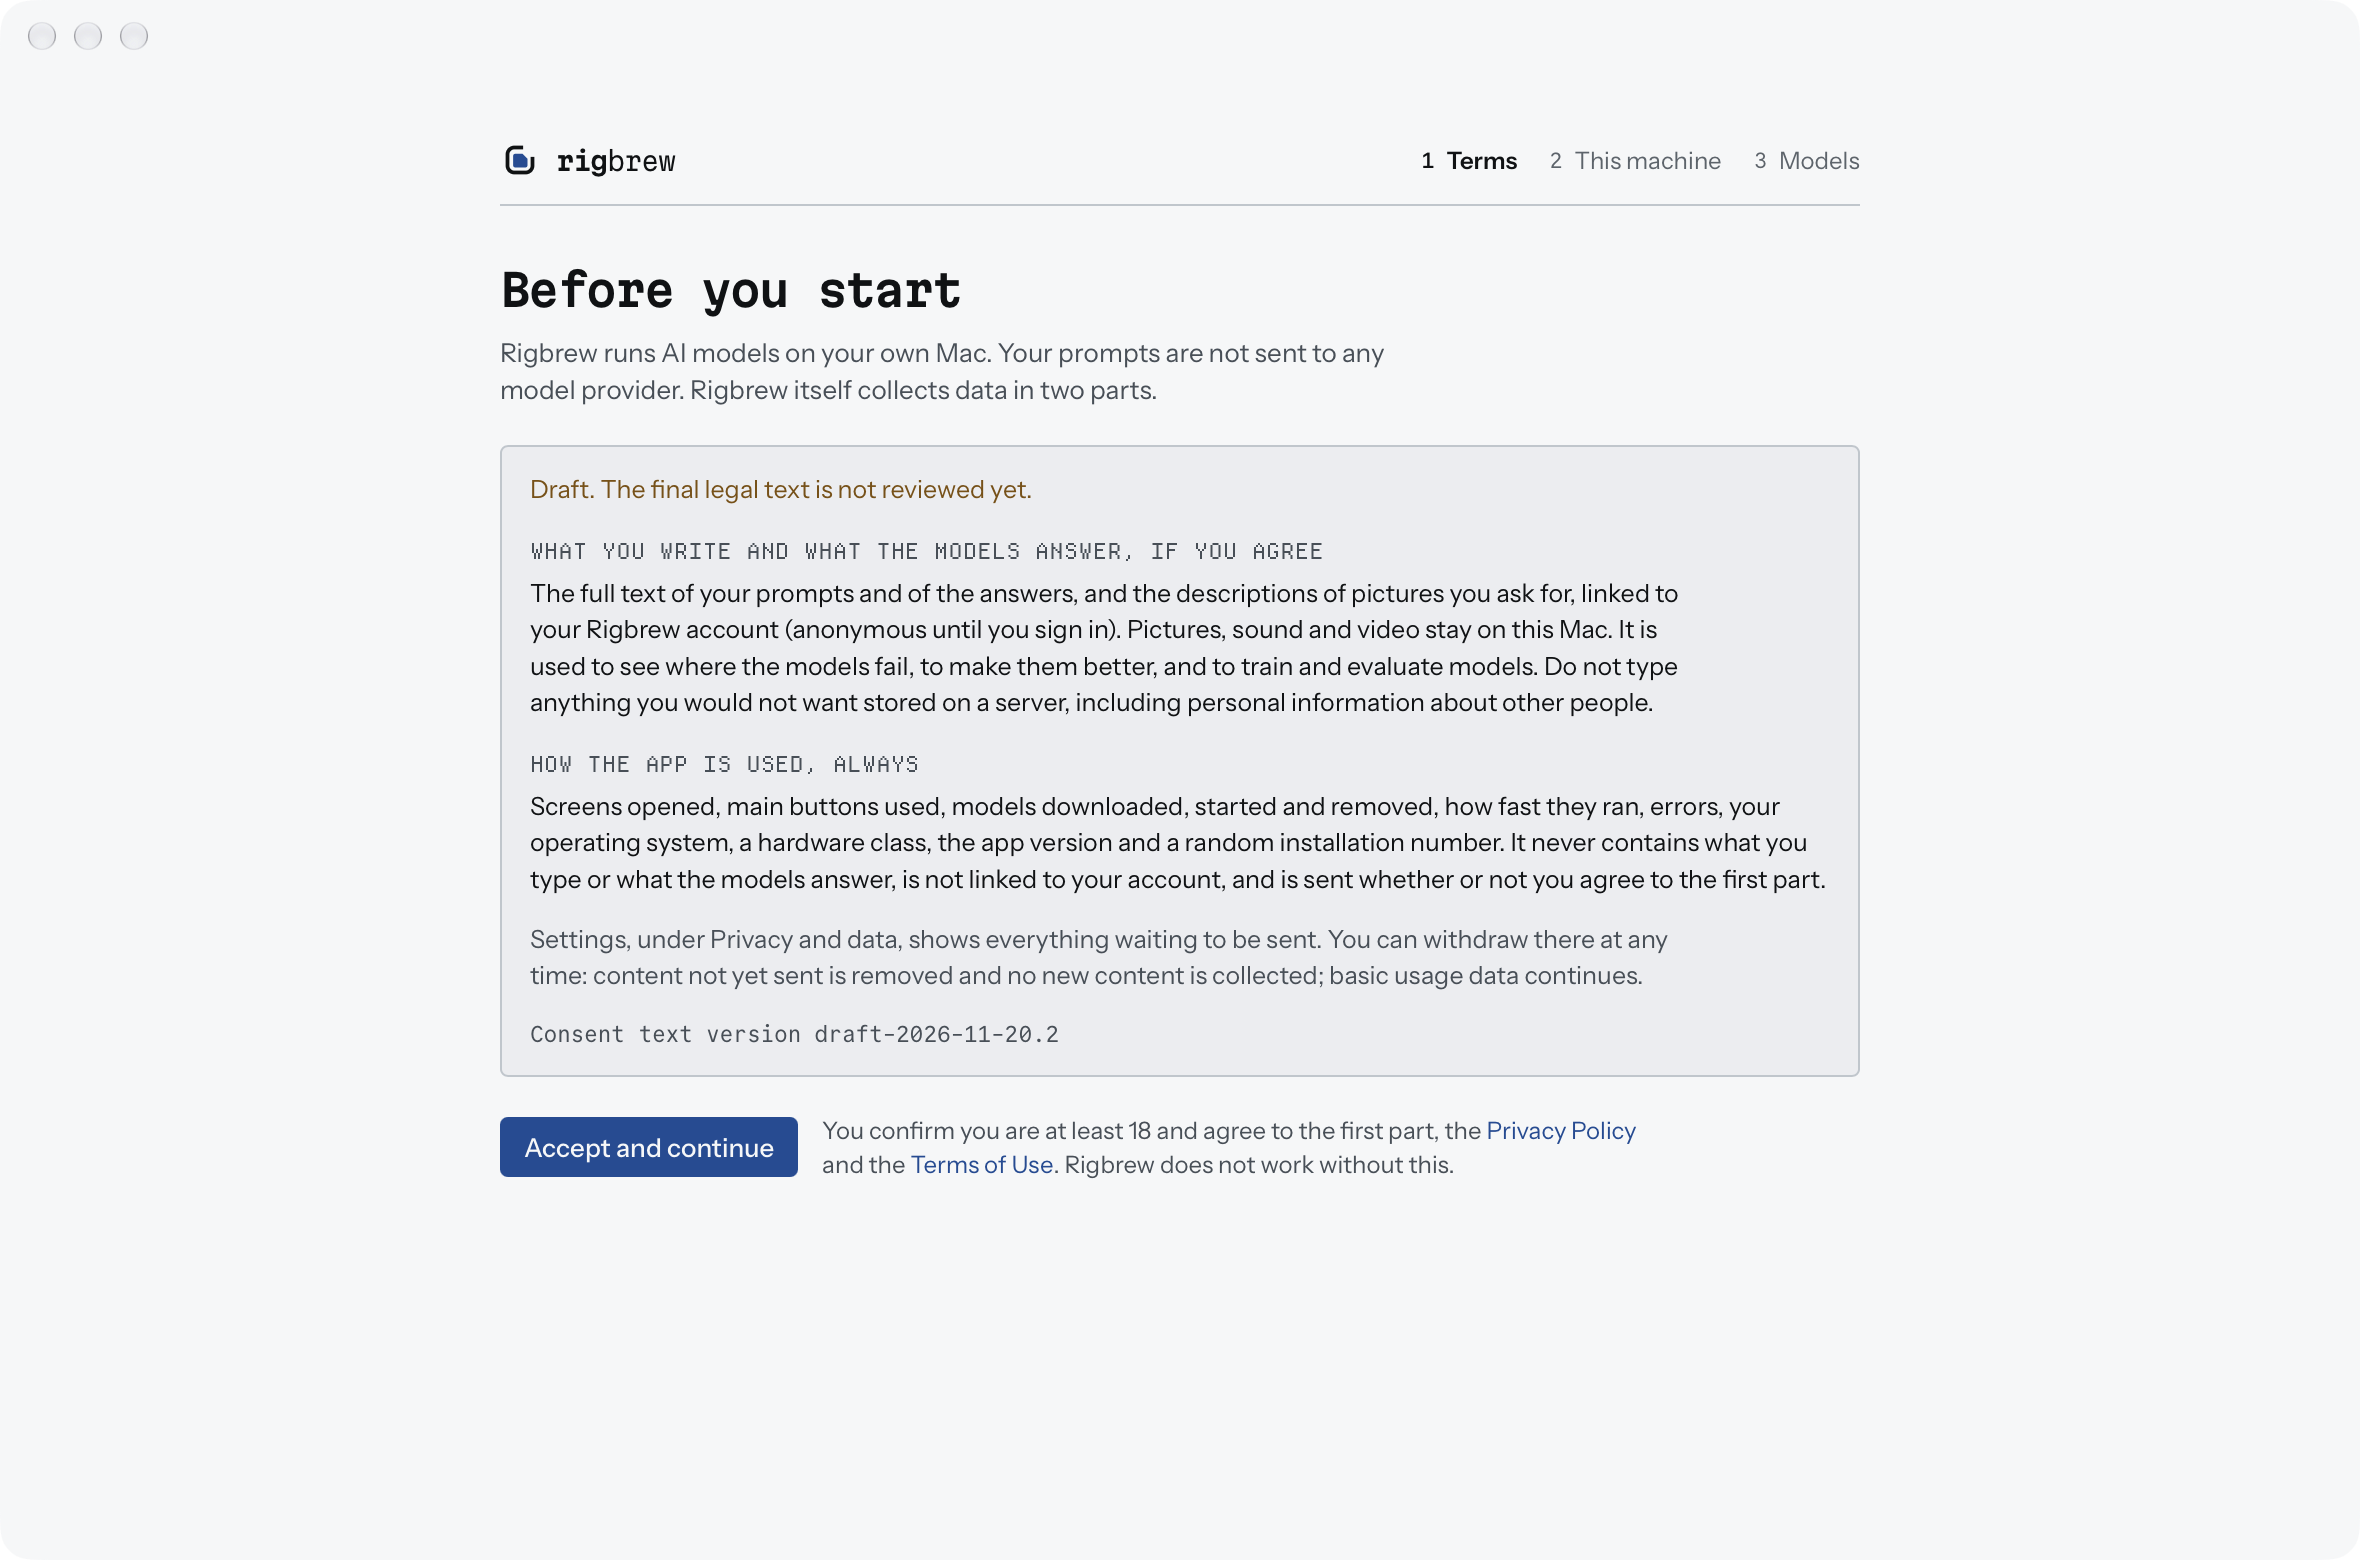 rigbrew
1 Terms 2 This machine 3 Models
Before you start
Rigbrew runs AI models on your own Mac. Your prompts are not sent to any
model provider. Rigbrew itself collects data in two parts.
Draft. The final legal text is not reviewed yet.
WHAT YOU WRITE AND WHAT THE MODELS ANSWER, IF YOU AGREE
The full text of your prompts and of the answers, and the descriptions of pictures you ask for, linked to
your Rigbrew account (anonymous until you sign in). Pictures, sound and video stay on this Mac. It is
used to see where the models fail, to make them better, and to train and evaluate models. Do not type
anything you would not want stored on a server, including personal information about other people.
HOW THE APP IS USED, ALWAYS
Screens opened, main buttons used, models downloaded, started and removed, how fast they ran, errors, your
operating system, a hardware class, the app version and a random installation number. It never contains what you
type or what the models answer, is not linked to your account, and is sent whether or not you agree to the first part.
Settings, under Privacy and data, shows everything waiting to be sent. You can withdraw there at any
time: content not yet sent is removed and no new content is collected; basic usage data continues.
Consent text version draft-2026-11-20.2
Accept and continue
You confirm you are at least 18 and agree to the first part, the Privacy Policy
and the Terms of Use. Rigbrew does not work without this.